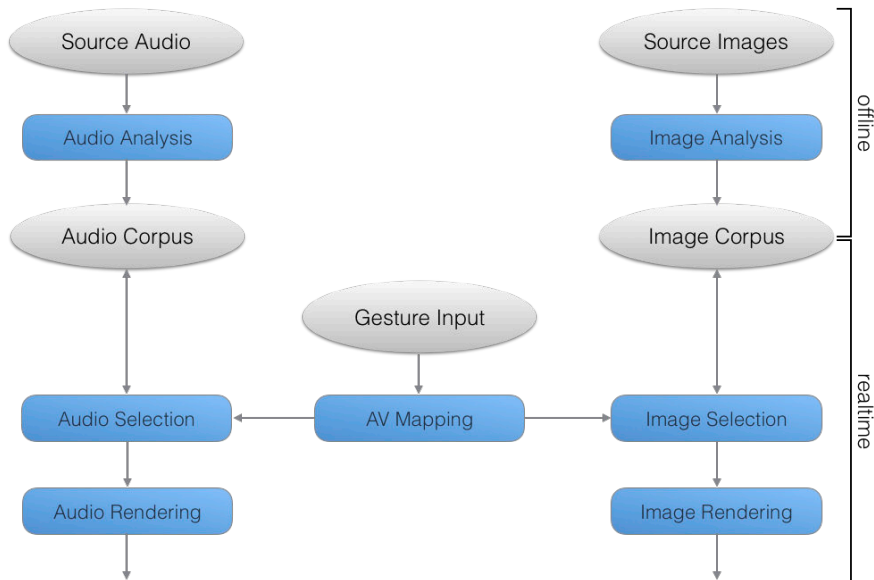 Source Audio
Source Images
Audio Analysis
Image Analysis
offline
Audio Corpus
Image Corpus
Gesture Input
realtime
Audio Selection
AV Mapping
Image Selection
Audio Rendering
Image Rendering